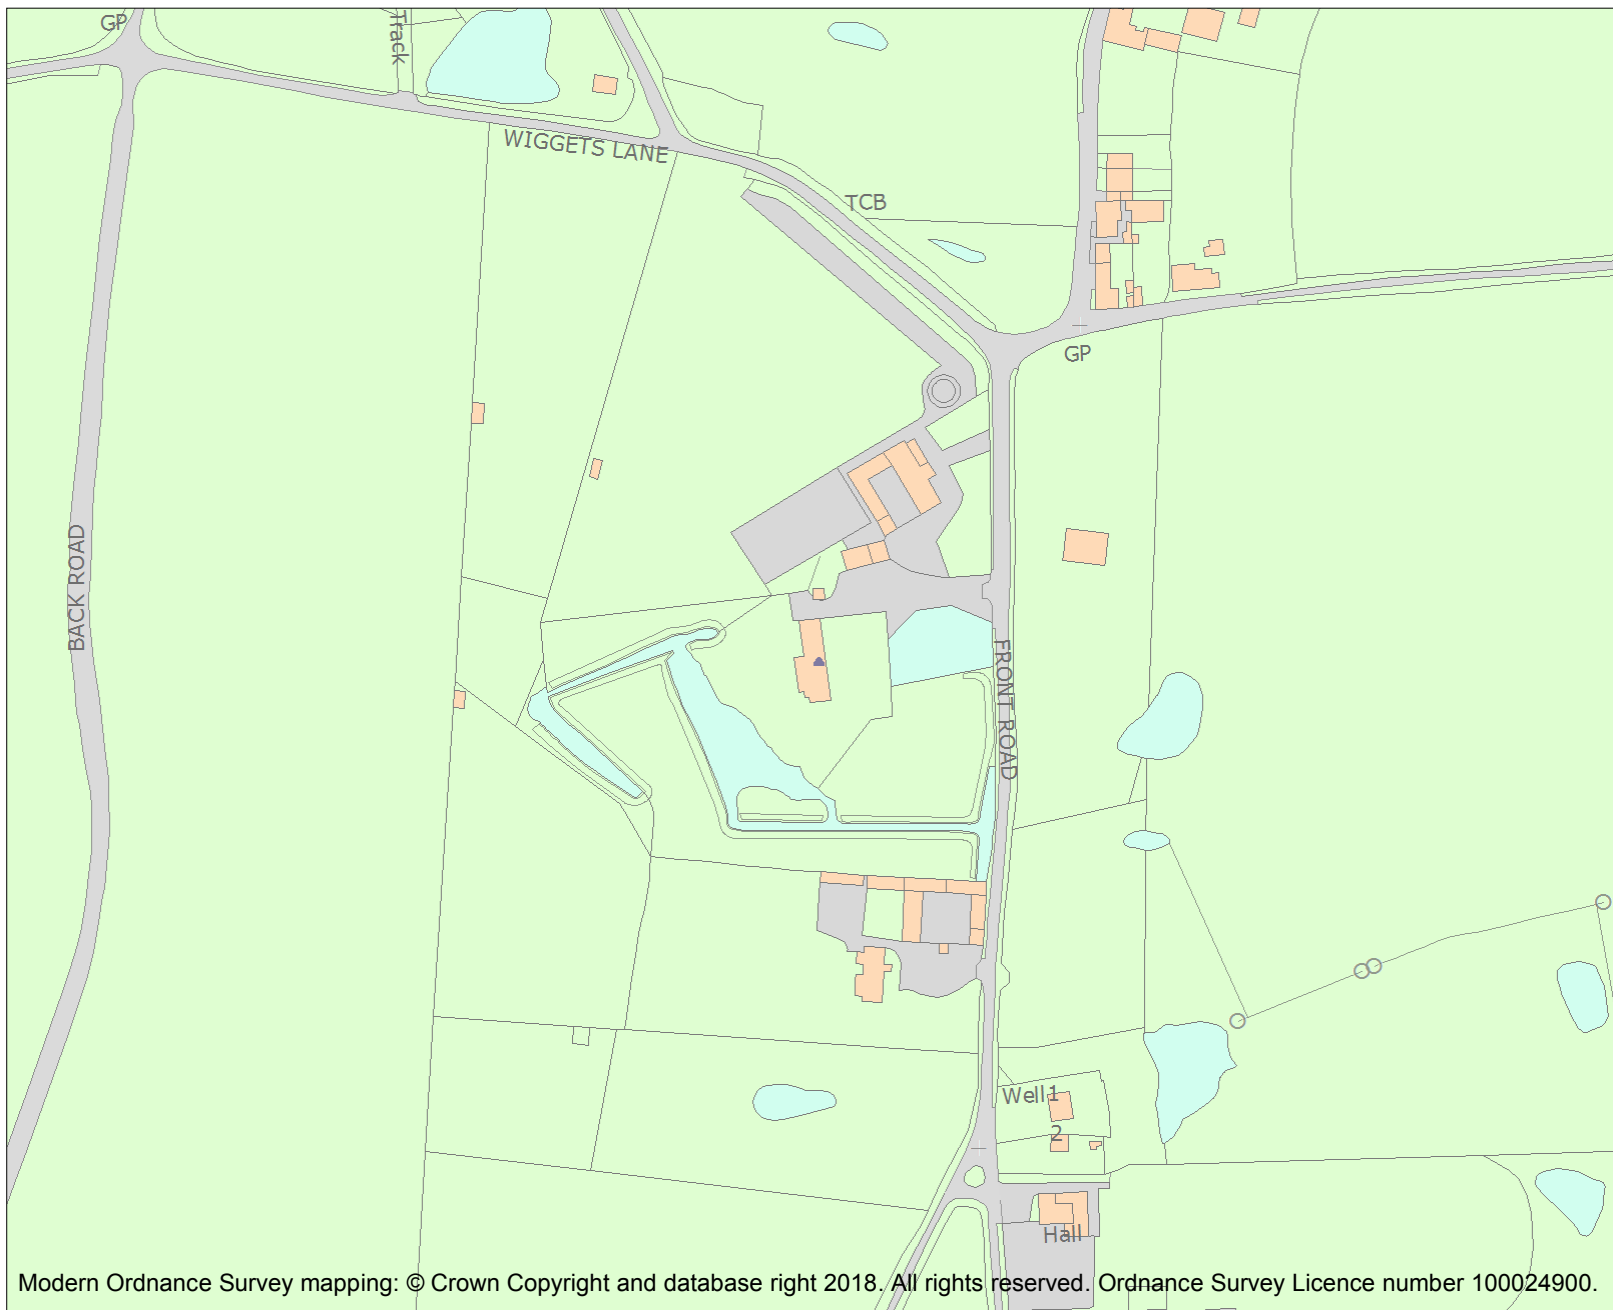 GP
Track
WIGGETS LANE
TCB
GP
BACK ROAD
FRONT ROAD
Well
1
2
Hall
Modern Ordnance Survey mapping: © Crown Copyright and database right 2018. All rights reserved. Ordnance Survey Licence number 100024900.